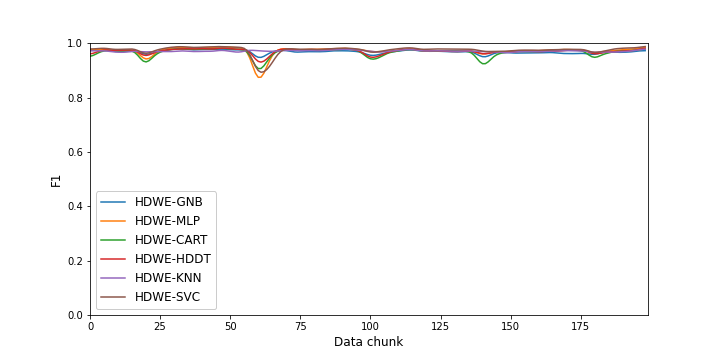 1.0
0.8
0.6
0.4
0.2
0.0
F1
HDWE-GNB
HDWE-MLP
HDWE-CART
HDWE-HDDT
HDWE-KNN
HDWE-SVC
0 25 50 75 100 125 150 175
Data chunk